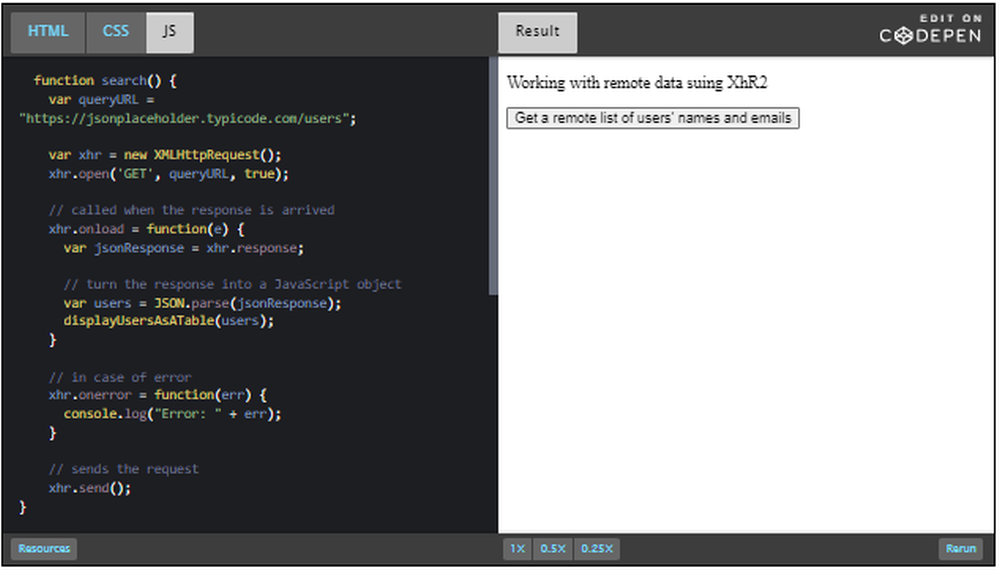 HTML CSS JS
Result
EDIT ON
CODEPEN
function search() {
var queryURL =
"https://jsonplaceholder.typicode.com/users";
var xhr = new XMLHttpRequest();
xhr.open('GET', queryURL, true);
// called when the response is arrived
xhr.onload = function(e) {
var jsonResponse = xhr.response;
// turn the response into a JavaScript object
var users = JSON.parse(jsonResponse);
displayUsersAsATable(users);
}
// in case of error
xhr.onerror = function(err) {
console.log("Error: " + err);
}
// sends the request
xhr.send();
}
Working with remote data suing XhR2
Get a remote list of users' names and emails
Resources
1X 0.5X 0.25X
Rerun